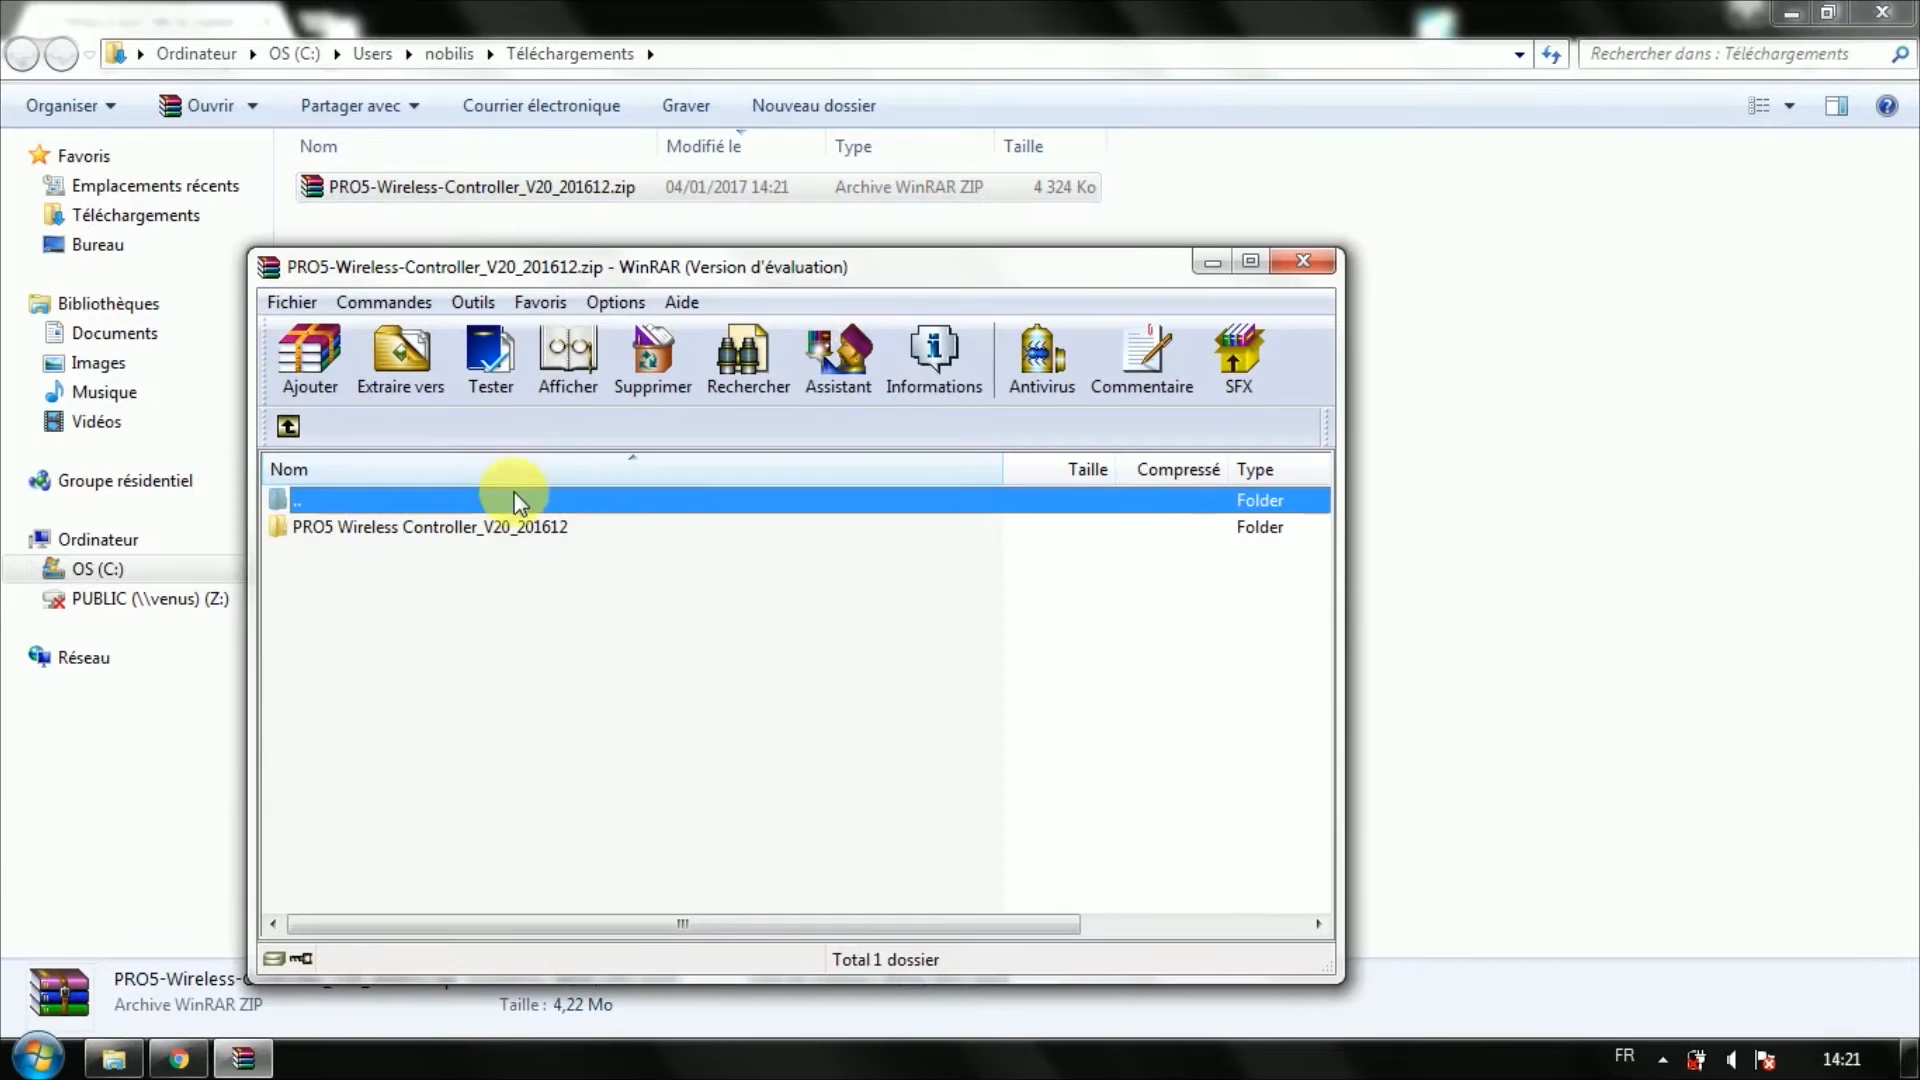 Ordinateur OS (C:) Users nobilis Téléchargements
Rechercher dans : Téléchargements
Organiser Ouvrir Partager avec Courrier électronique Graver Nouveau dossier
Nom Modifié le Type Taille
PRO5-Wireless-Controller_V20_201612.zip 04/01/2017 14:21 Archive WinRAR ZIP 4 324 Ko
Favoris
Emplacements récents
Téléchargements
Bureau
Bibliothèques
Documents
Images
Musique
Vidéos
Groupe résidentiel
Ordinateur
OS (C:)
PUBLIC (\\venus) (Z:)
Réseau
PRO5-Wireless-Controller_V20_201612.zip - WinRAR (Version d'évaluation)
Fichier Commandes Outils Favoris Options Aide
Ajouter Extraire vers Tester Afficher Supprimer Rechercher Assistant Informations Antivirus Commentaire SFX
Nom Taille Compressé Type
.. Folder
PRO5 Wireless Controller_V20_201612 Folder
Total 1 dossier
PRO5-Wireless-
Archive WinRAR ZIP Taille : 4,22 Mo
FR 14:21